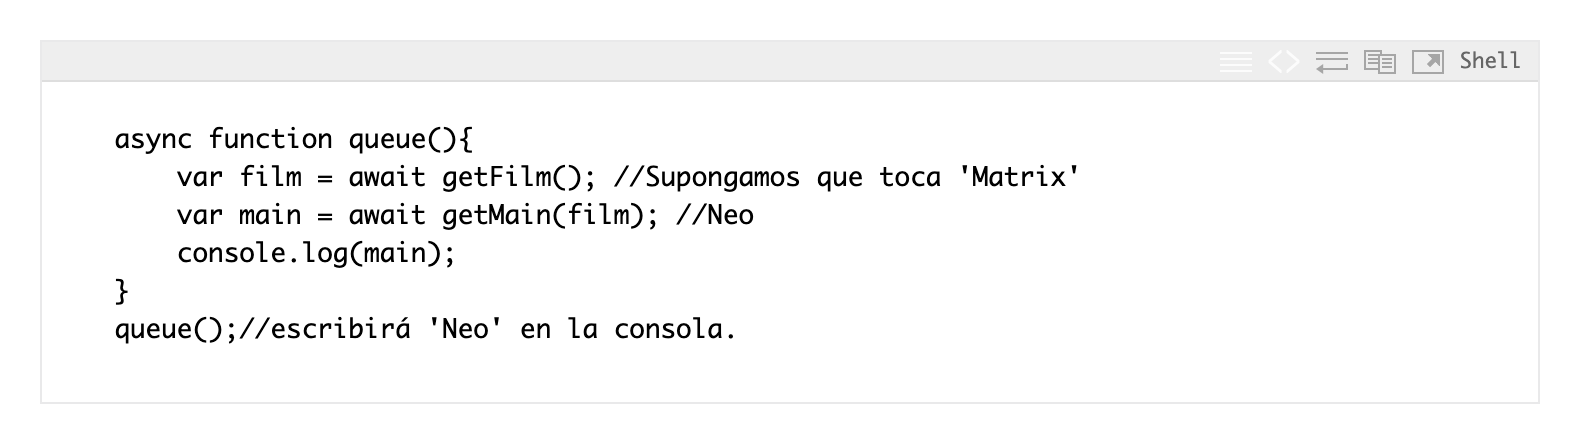 Shell
async function queue(){
    var film = await getFilm(); //Supongamos que toca 'Matrix'
    var main = await getMain(film); //Neo
    console.log(main);
}
queue();//escribirá 'Neo' en la consola.